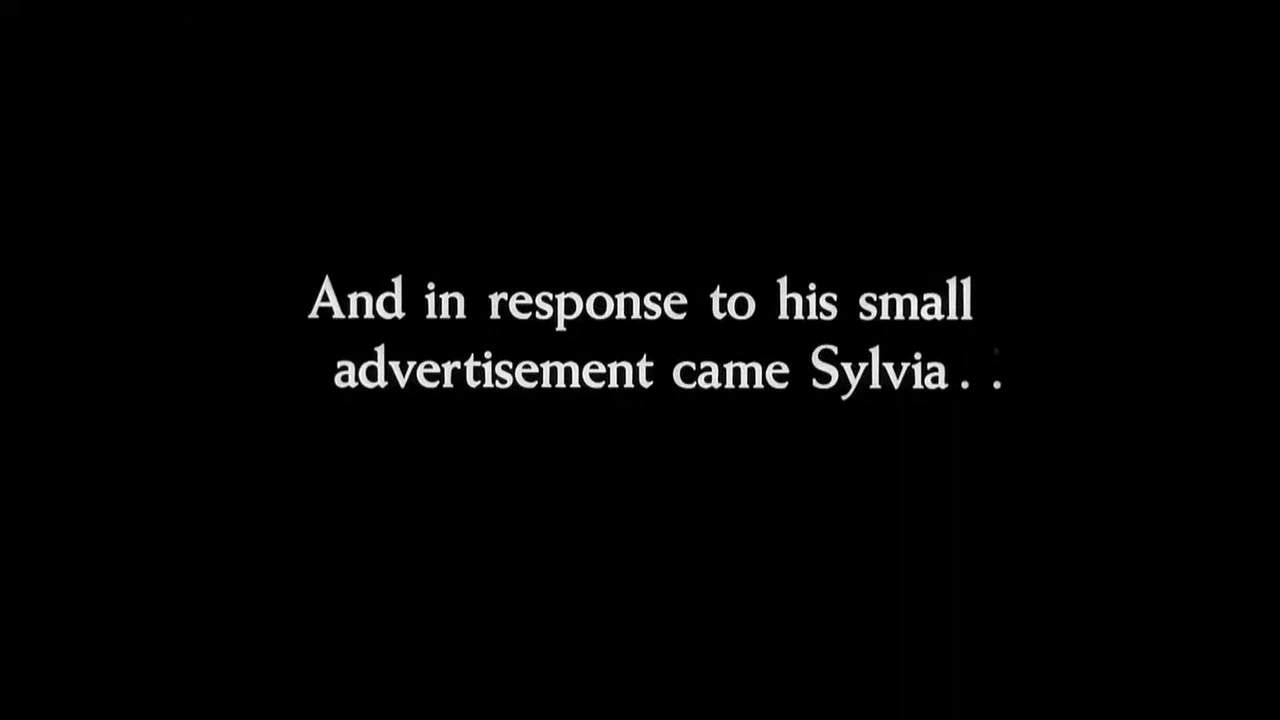 And in response to his small
advertisement came Sylvia . .